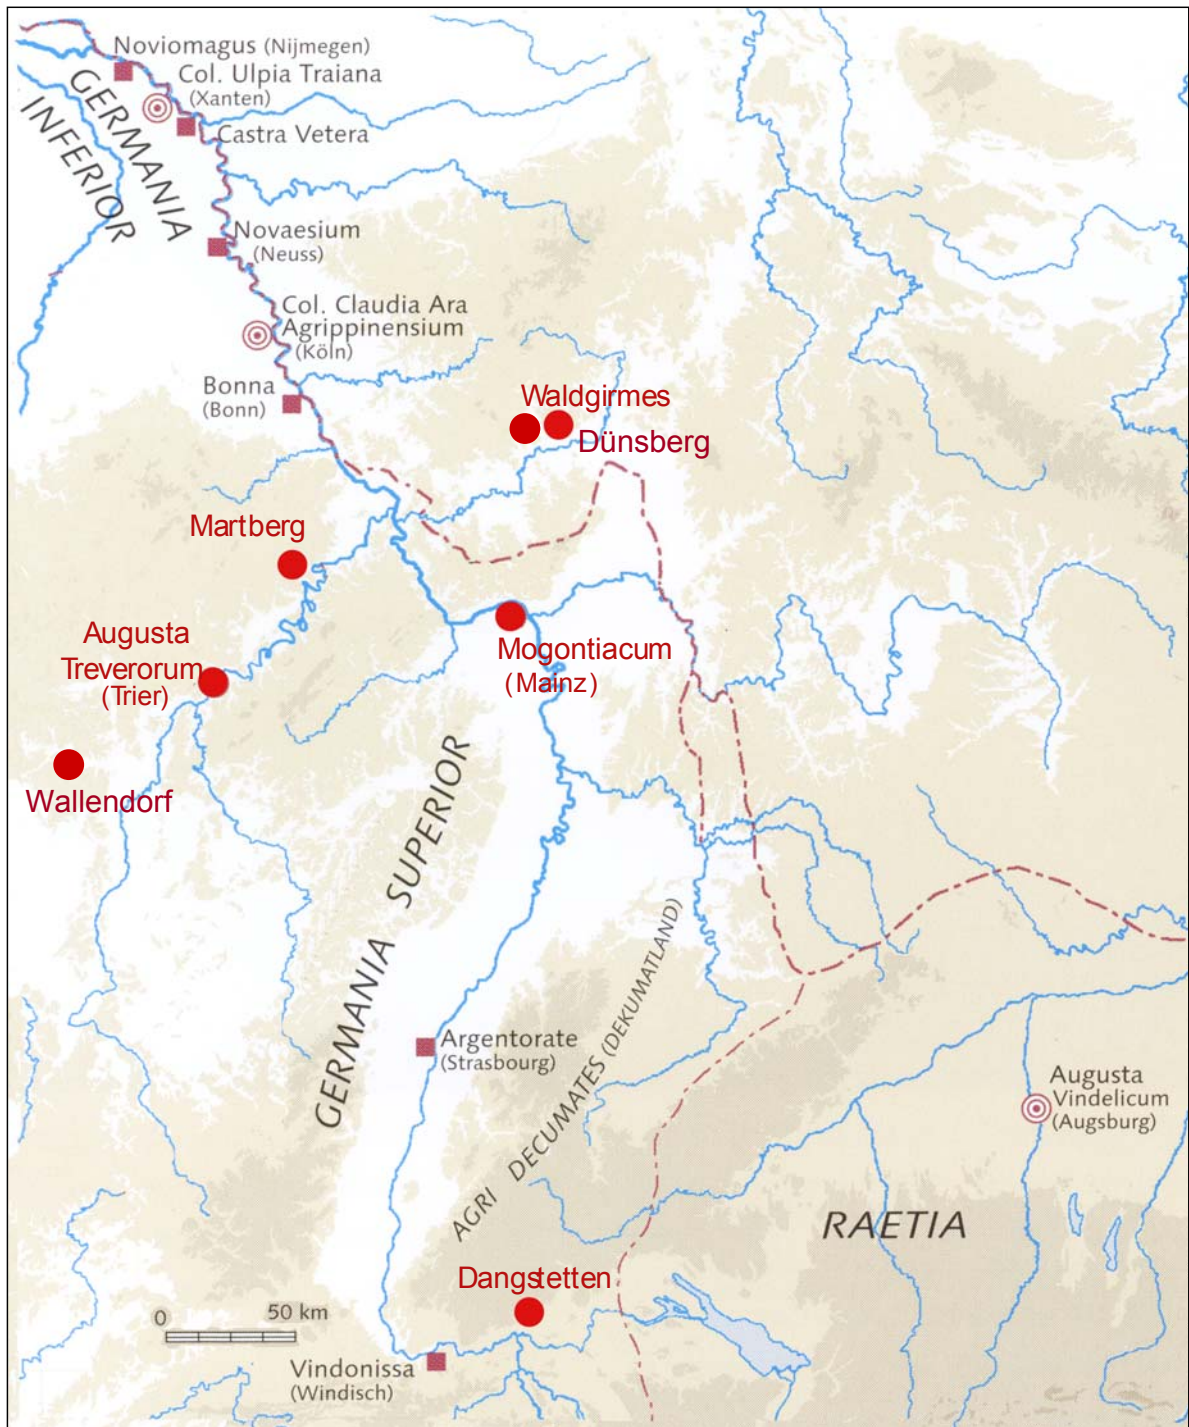 Noviomagus (Nijmegen)
Col. Ulpia Traiana
(Xanten)
Castra Vetera
GERMANIA
INFERIOR
Novaesium
(Neuss)
Col. Claudia Ara
Agrippinensium
(Köln)
Bonna
(Bonn)
Waldgirmes
Dünsberg
Martberg
Augusta
Treverorum
(Trier)
Mogontiacum
(Mainz)
Wallendorf
GERMANIA SUPERIOR
AGRI DECUMATES (DEKUMATLAND)
Argentorate
(Strasbourg)
Augusta
Vindelicum
(Augsburg)
RAETIA
Dangstetten
0 50 km
Vindonissa
(Windisch)